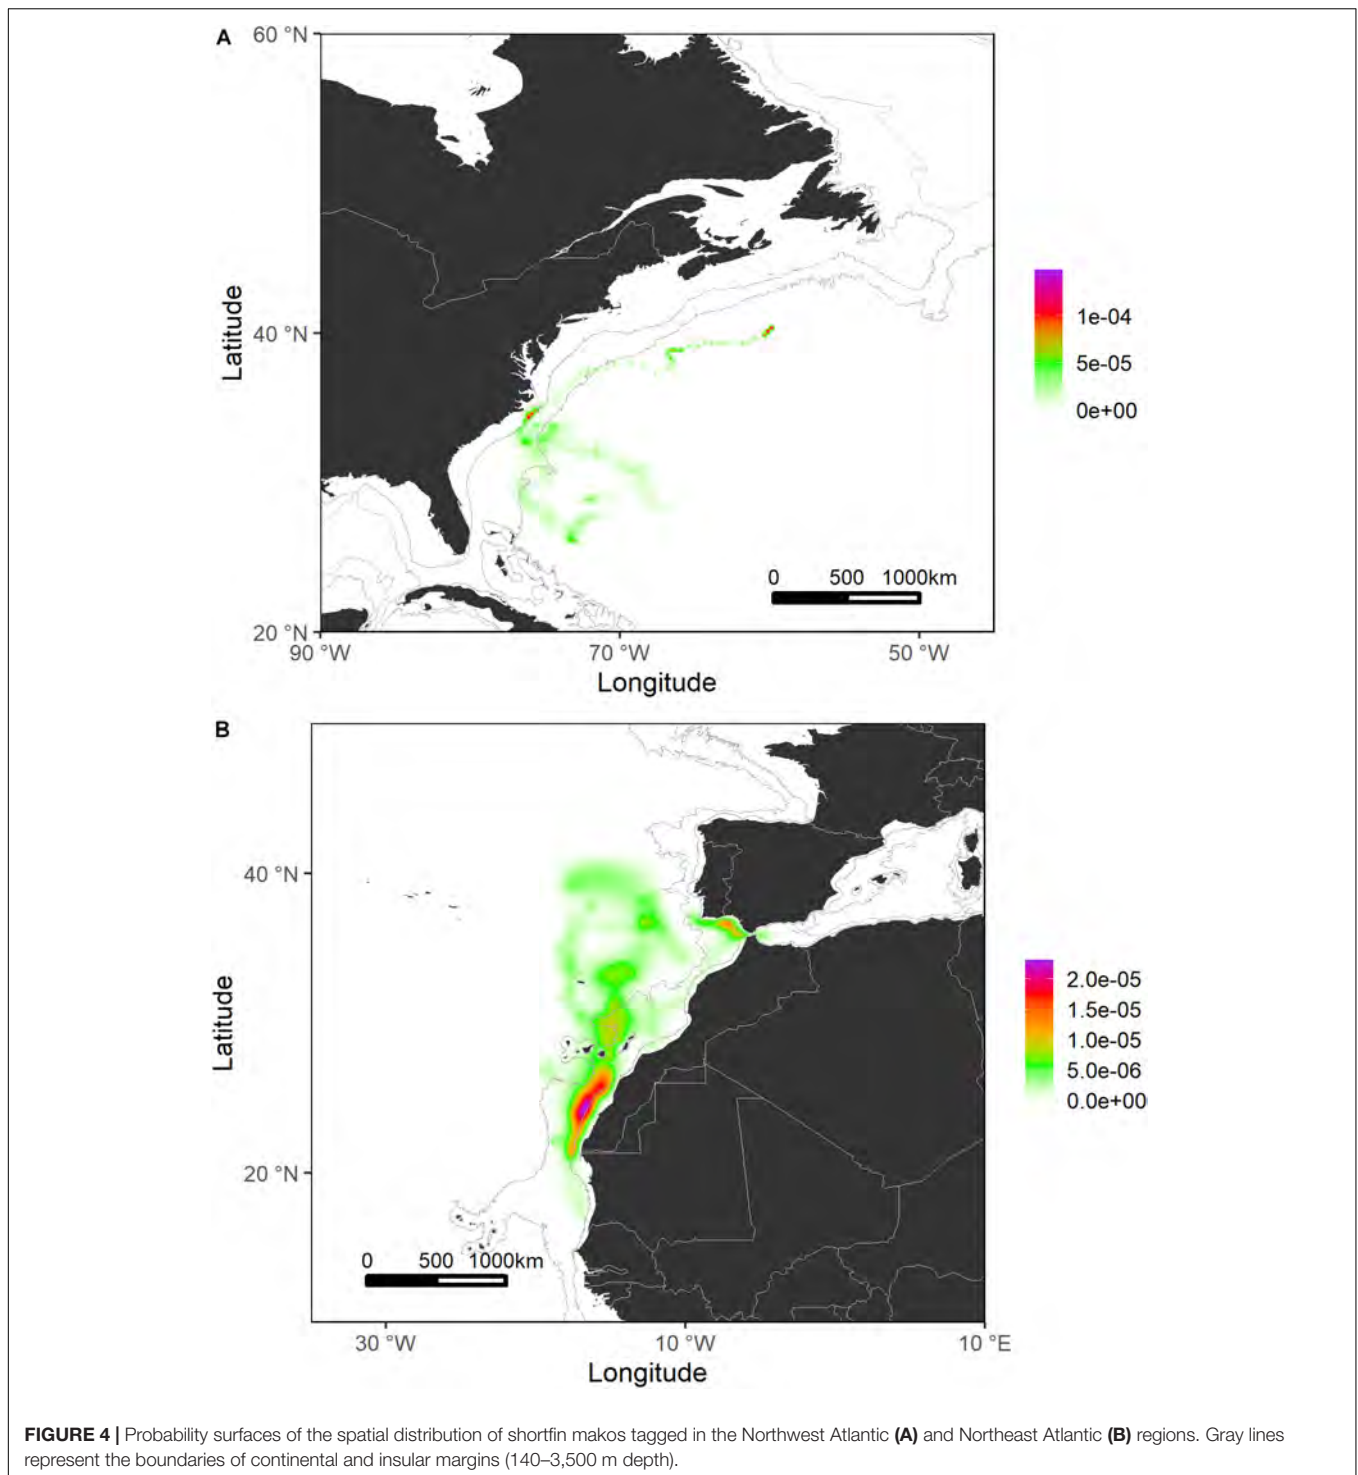 A
60 °N
40 °N
20 °N
Latitude
1e-04
5e-05
0e+00
0 500 1000km
90 °W 70 °W 50 °W
Longitude
B
40 °N
20 °N
Latitude
2.0e-05
1.5e-05
1.0e-05
5.0e-06
0.0e+00
0 500 1000km
30 °W 10 °W 10 °E
Longitude
FIGURE 4 | Probability surfaces of the spatial distribution of shortfin makos tagged in the Northwest Atlantic (A) and Northeast Atlantic (B) regions. Gray lines
represent the boundaries of continental and insular margins (140–3,500 m depth).